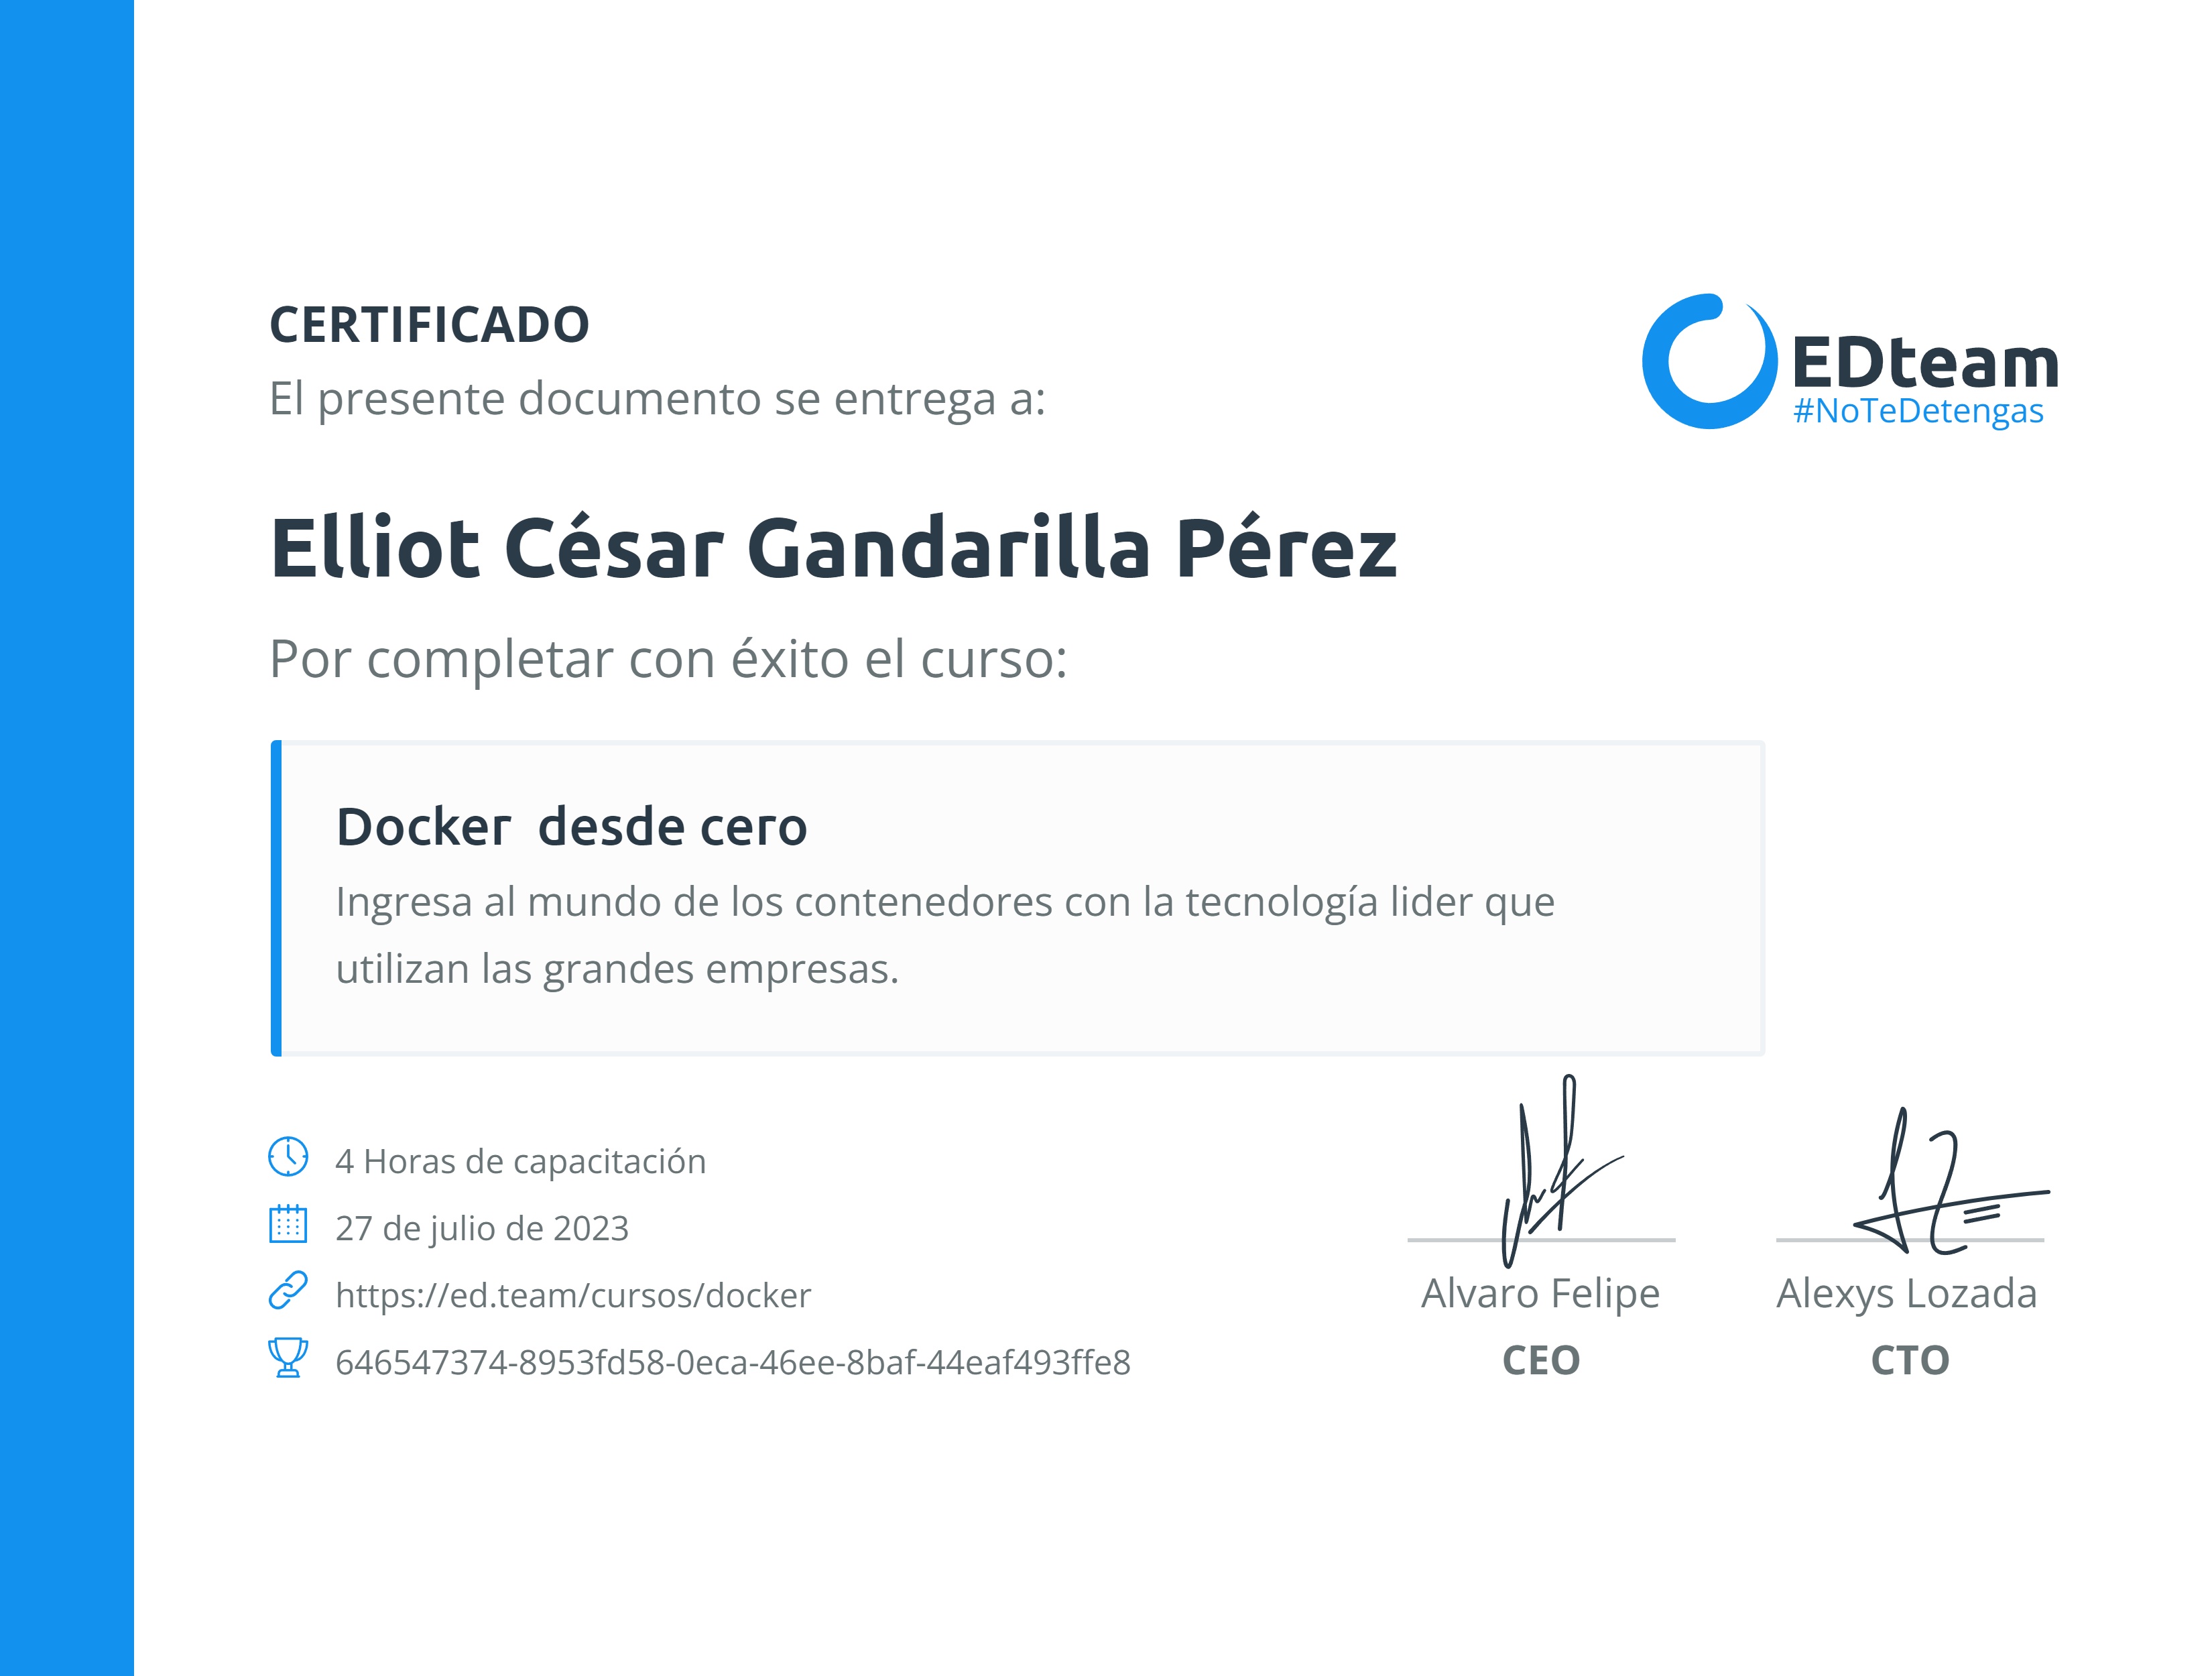 CERTIFICADO
El presente documento se entrega a:
EDteam
#NoTeDetengas
Elliot César Gandarilla Pérez
Por completar con éxito el curso:
Docker  desde cero
Ingresa al mundo de los contenedores con la tecnología lider que
utilizan las grandes empresas.
4 Horas de capacitación
27 de julio de 2023
https://ed.team/cursos/docker
646547374-8953fd58-0eca-46ee-8baf-44eaf493ffe8
Alvaro Felipe
CEO
Alexys Lozada
CTO